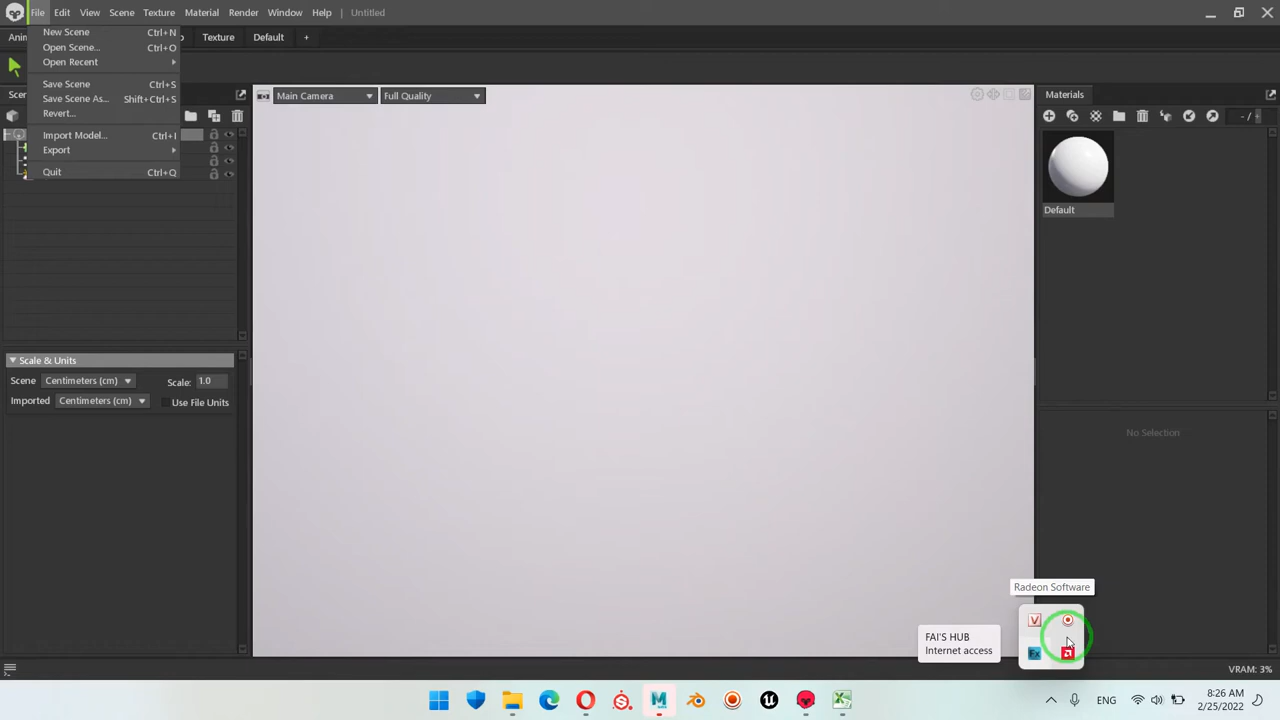 File Edit View Scene Texture Material Render Window Help Untitled
Texture Default +
New Scene Ctrl+N
Open Scene... Ctrl+O
Open Recent
Save Scene Ctrl+S
Save Scene As... Shift+Ctrl+S
Revert...
Import Model... Ctrl+I
Export
Quit Ctrl+Q
Main Camera Full Quality
Materials
- /
Default
Scale & Units
Scene Centimeters (cm) Scale: 1.0
Imported Centimeters (cm) Use File Units
No Selection
Radeon Software
FAI'S HUB
Internet access
VRAM: 3%
ENG
8:26 AM
2/25/2022